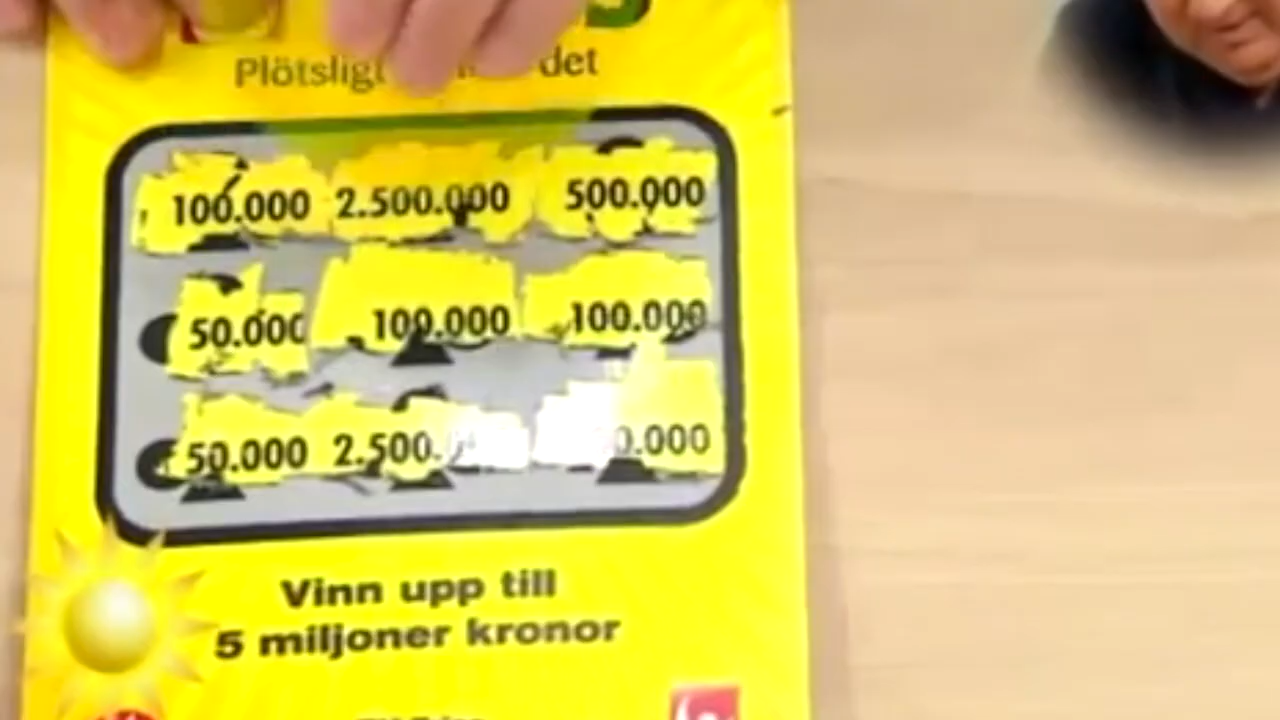 Plötsligt det
100.000 2.500.000 500.000
50.000 100.000 100.000
50.000 2.500.
Vinn upp till
5 miljoner kronor